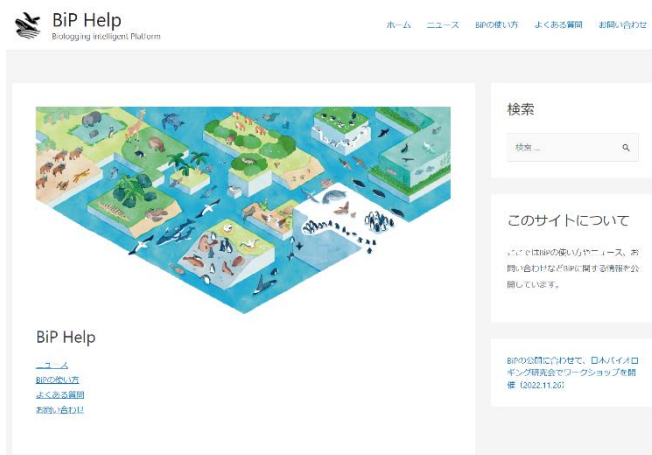 BiP Help
Biologging intelligent Platform
ホーム ニュース BiPの使い方 よくある質問 お問い合わせ
検索
検索 ...
このサイトについて
ここではBiPの使い方やニュース、お
問い合わせなどBiPに関する情報を公
開しています。
BiP Help
ニュース
BiPの使い方
よくある質問
お問い合わせ
BiPの公開に合わせて、日本バイオロ
ギング研究会でワークショップを開
催（2022.11.26）